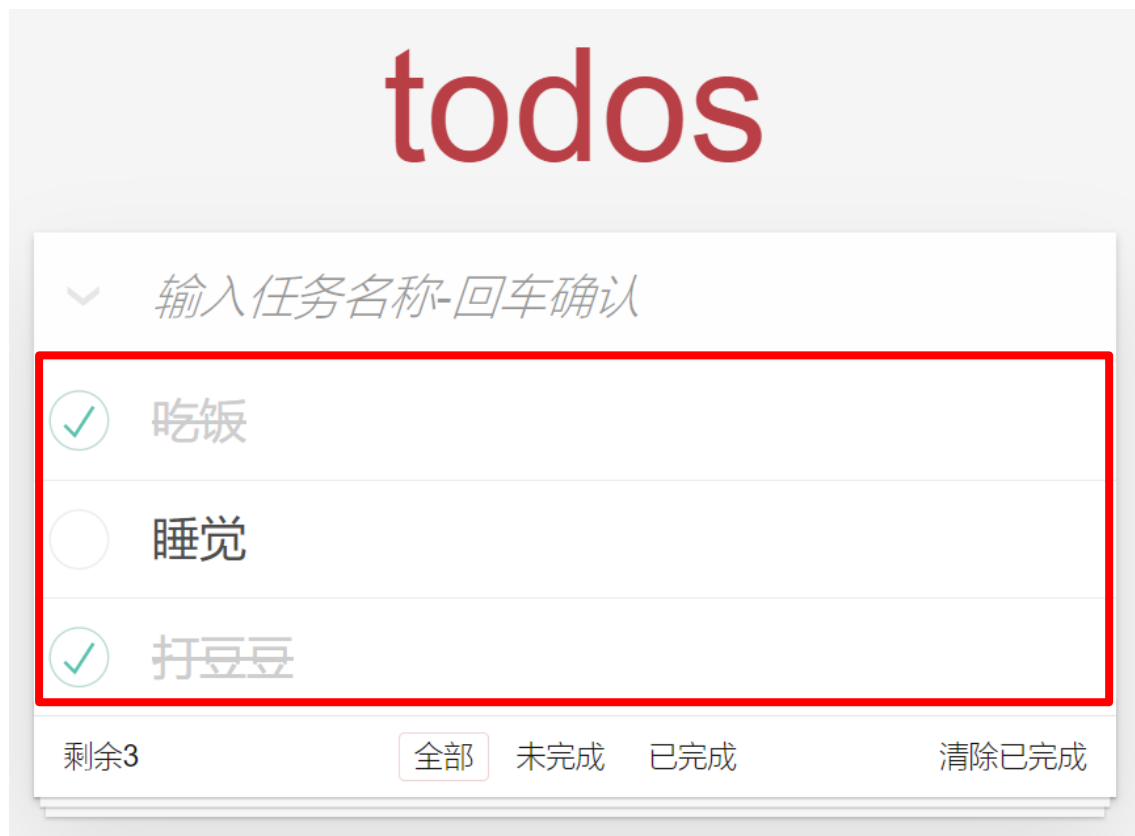 todos
输入任务名称-回车确认
吃饭
睡觉
打豆豆
剩余3 全部 未完成 已完成 清除已完成